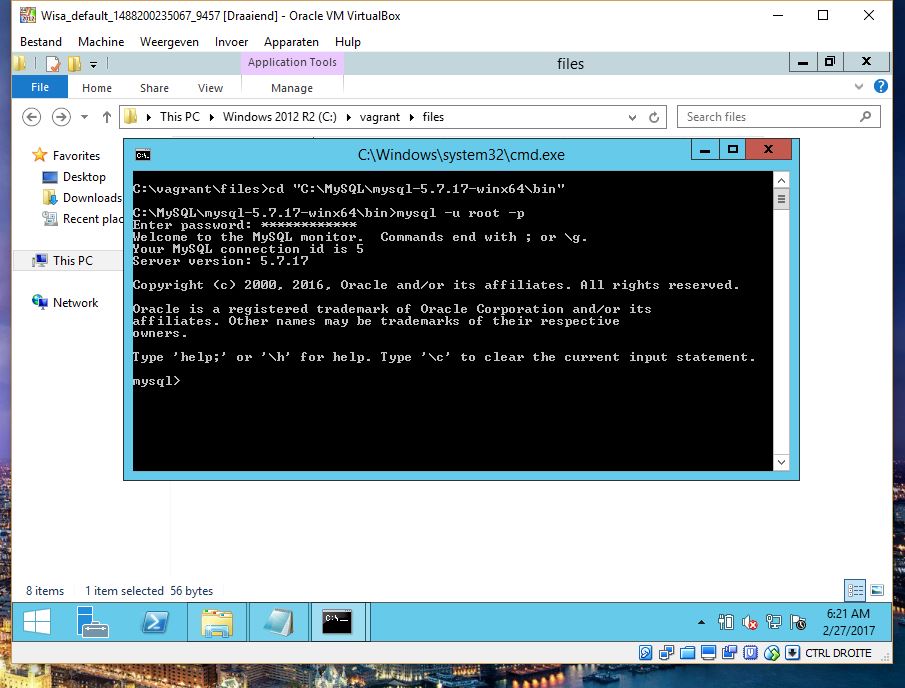 Wisa_default_1488200235067_9457 [Draaiend] - Oracle VM VirtualBox
Bestand Machine Weergeven Invoer Apparaten Help
Application Tools
files
File Home Share View Manage
This PC Windows 2012 R2 (C:) vagrant files
Search files
Favorites
Desktop
Downloads
Recent plac
This PC
Network
C:\Windows\system32\cmd.exe
C:\vagrant\files>cd "C:\MySQL\mysql-5.7.17-winx64\bin"
C:\MySQL\mysql-5.7.17-winx64\bin>mysql -u root -p
Enter password: ************
Welcome to the MySQL monitor.  Commands end with ; or \g.
Your MySQL connection id is 5
Server version: 5.7.17
Copyright (c) 2000, 2016, Oracle and/or its affiliates. All rights reserved.
Oracle is a registered trademark of Oracle Corporation and/or its
affiliates. Other names may be trademarks of their respective
owners.
Type 'help;' or '\h' for help. Type '\c' to clear the current input statement.
mysql>
8 items 1 item selected 56 bytes
6:21 AM
2/27/2017
CTRL DROITE